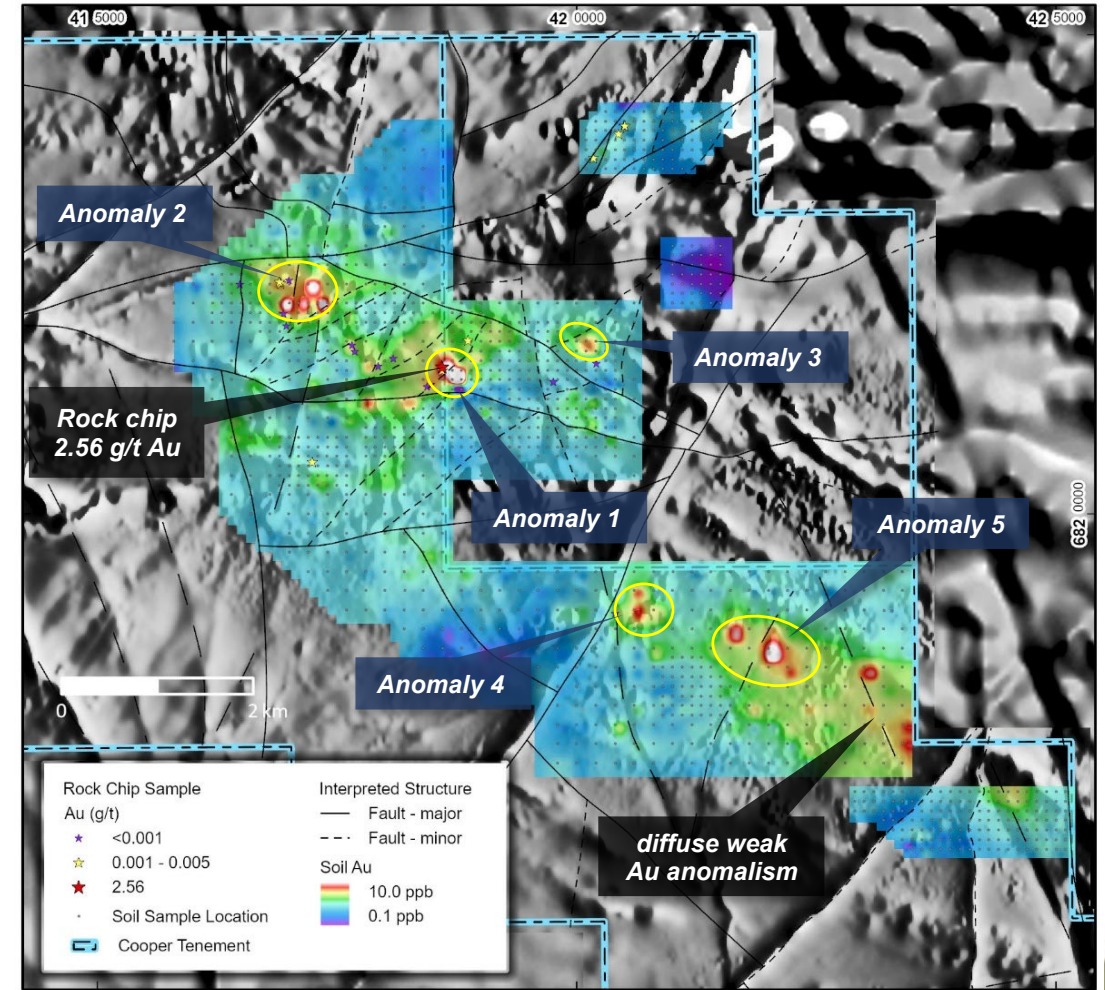 41 5000
42 0000
42 5000
Anomaly 2
Anomaly 3
Rock chip
2.56 g/t Au
Anomaly 1
Anomaly 5
682 0000
Anomaly 4
0
2 km
diffuse weak
Au anomalism
Rock Chip Sample
Au (g/t)
<0.001
0.001 - 0.005
2.56
Soil Sample Location
Cooper Tenement
Interpreted Structure
Fault - major
Fault - minor
Soil Au
10.0 ppb
0.1 ppb